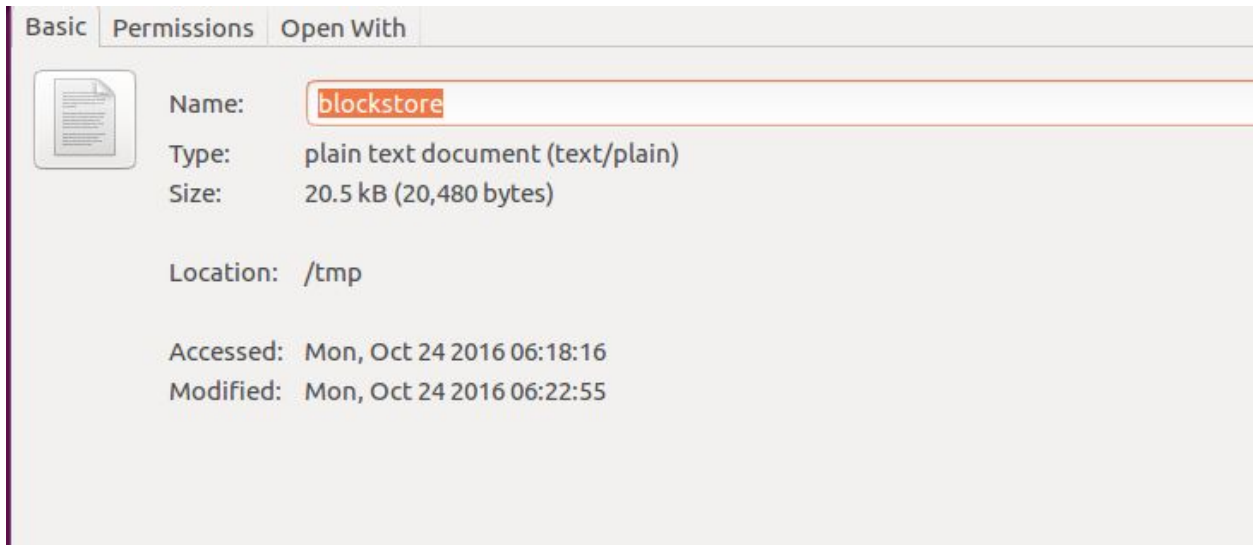 Basic Permissions Open With
Name: blockstore
Type: plain text document (text/plain)
Size: 20.5 kB (20,480 bytes)
Location: /tmp
Accessed: Mon, Oct 24 2016 06:18:16
Modified: Mon, Oct 24 2016 06:22:55